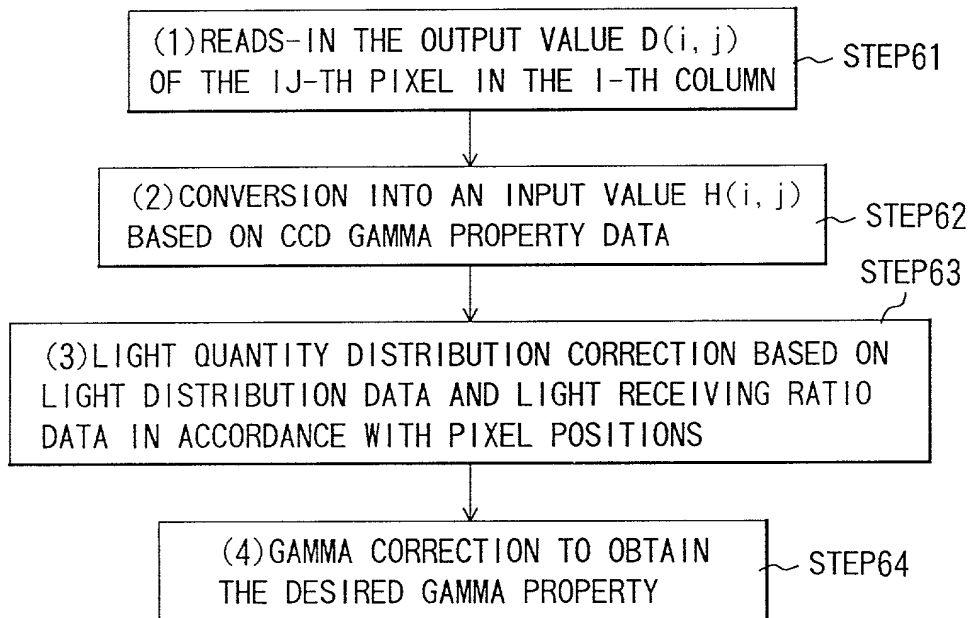 (1)READS-IN THE OUTPUT VALUE D(i, j)
OF THE IJ-TH PIXEL IN THE I-TH COLUMN
STEP61
(2)CONVERSION INTO AN INPUT VALUE H(i, j)
BASED ON CCD GAMMA PROPERTY DATA
STEP62
STEP63
(3)LIGHT QUANTITY DISTRIBUTION CORRECTION BASED ON
LIGHT DISTRIBUTION DATA AND LIGHT RECEIVING RATIO
DATA IN ACCORDANCE WITH PIXEL POSITIONS
(4)GAMMA CORRECTION TO OBTAIN
THE DESIRED GAMMA PROPERTY
STEP64